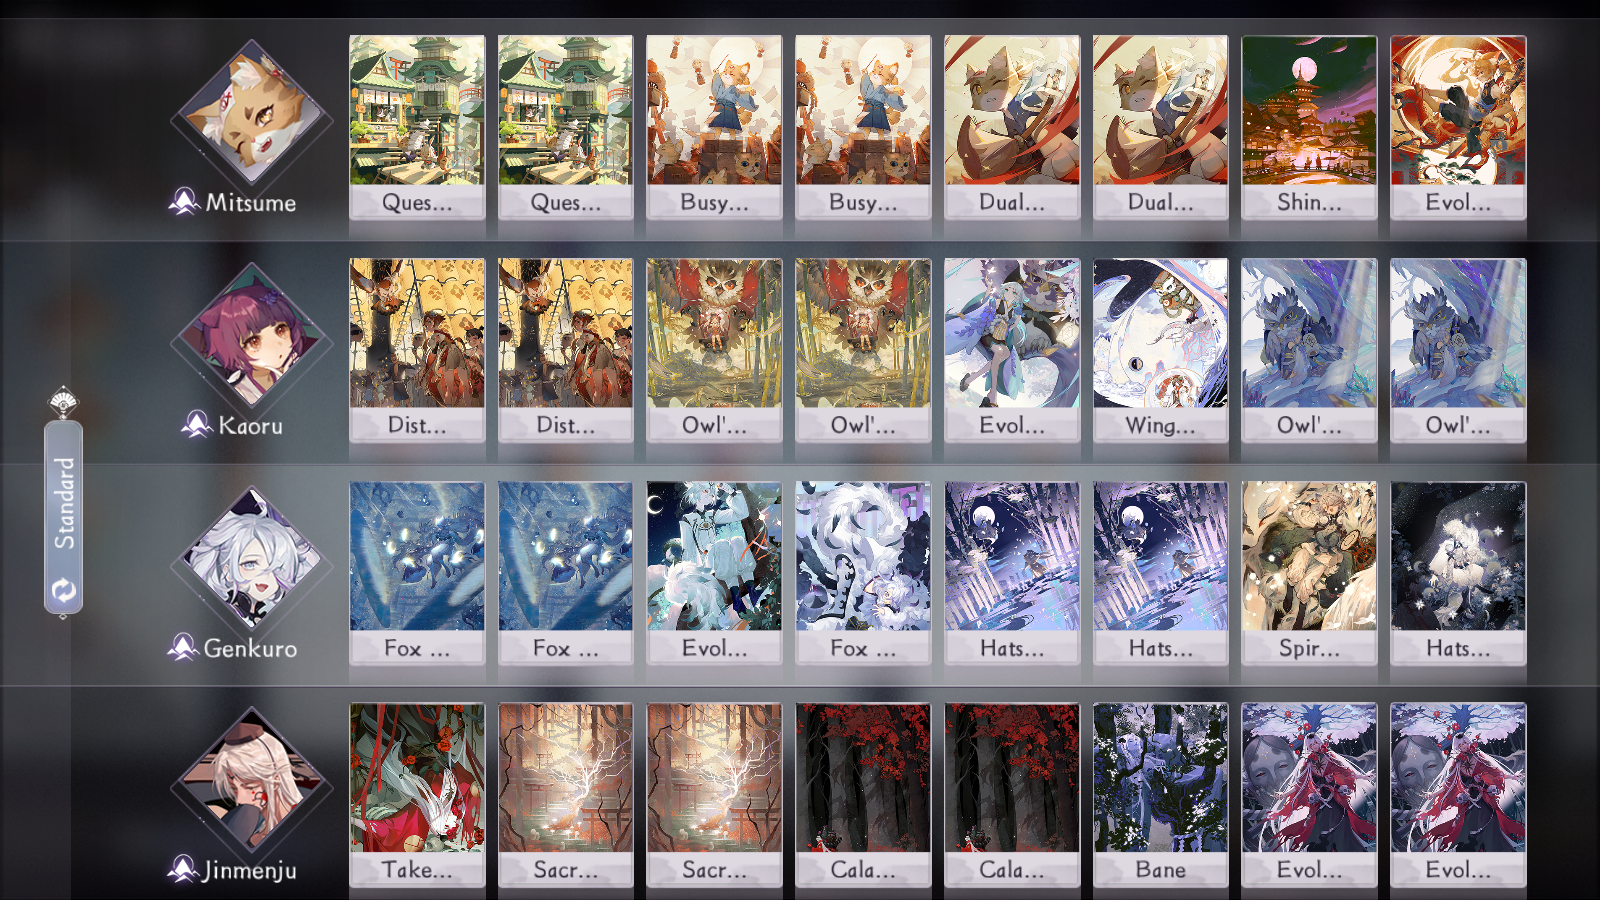 Mitsume
Ques...
Ques...
Busy...
Busy...
Dual...
Dual...
Shin...
Evol...
Kaoru
Dist...
Dist...
Owl'...
Owl'...
Evol...
Wing...
Owl'...
Owl'...
Standard
Genkuro
Fox ...
Fox ...
Evol...
Fox ...
Hats...
Hats...
Spir...
Hats...
Jinmenju
Take...
Sacr...
Sacr...
Cala...
Cala...
Bane
Evol...
Evol...